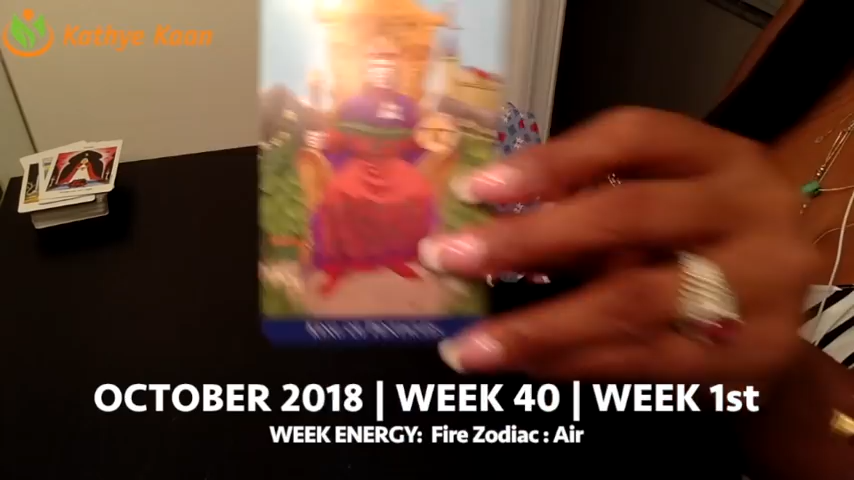 Kathye Kaan
OCTOBER 2018 | WEEK 40 | WEEK 1st
WEEK ENERGY: Fire Zodiac : Air